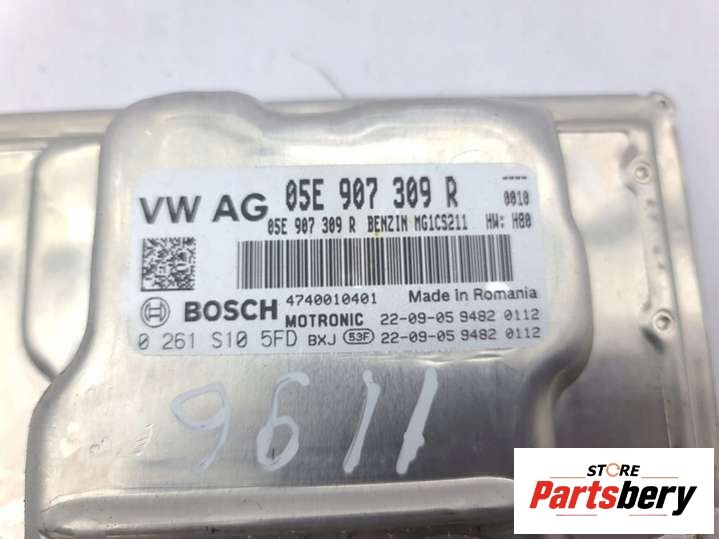 VW AG 05E 907 309 R ----
0010
05E 907 309 R BENZIN MG1CS211 HW: H80
BOSCH 4740010401 Made in Romania
MOTRONIC 22-09-05 9482 0112
0 261 S10 5FD BXJ 53F 22-09-05 9482 0112
9611
STORE
Partsbery